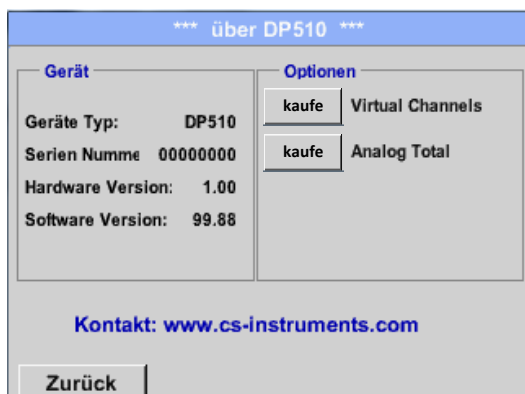 *** über DP510 ***
Gerät
Geräte Typ: DP510
Serien Numme 00000000
Hardware Version: 1.00
Software Version: 99.88
Optionen
kaufe Virtual Channels
kaufe Analog Total
Kontakt: www.cs-instruments.com
Zurück